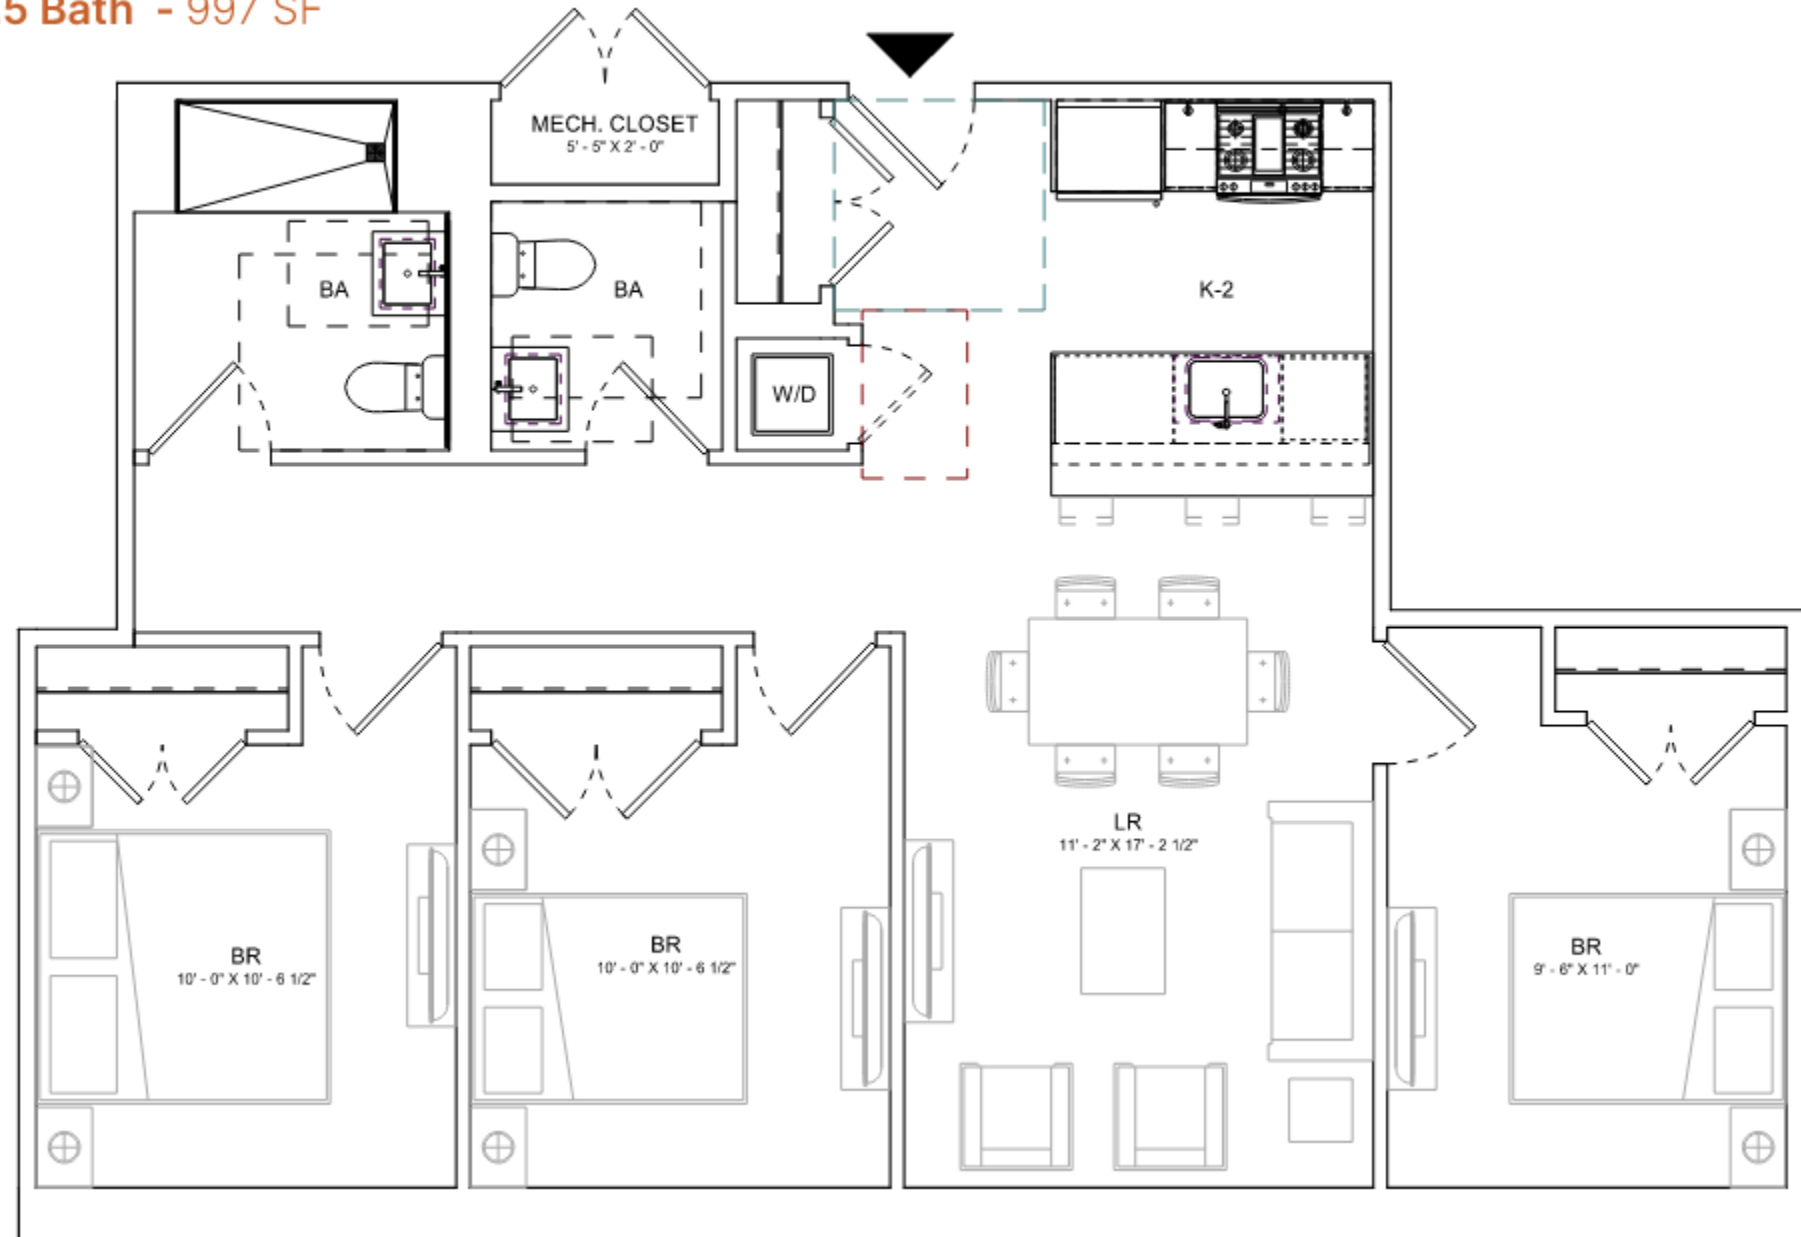 .5 Bath - 997 SF
MECH. CLOSET
5' - 5" X 2' - 0"
BA
BA
K-2
W/D
LR
11' - 2" X 17' - 2 1/2"
BR
10' - 0" X 10' - 6 1/2"
BR
10' - 0" X 10' - 6 1/2"
BR
9' - 6" X 11' - 0"